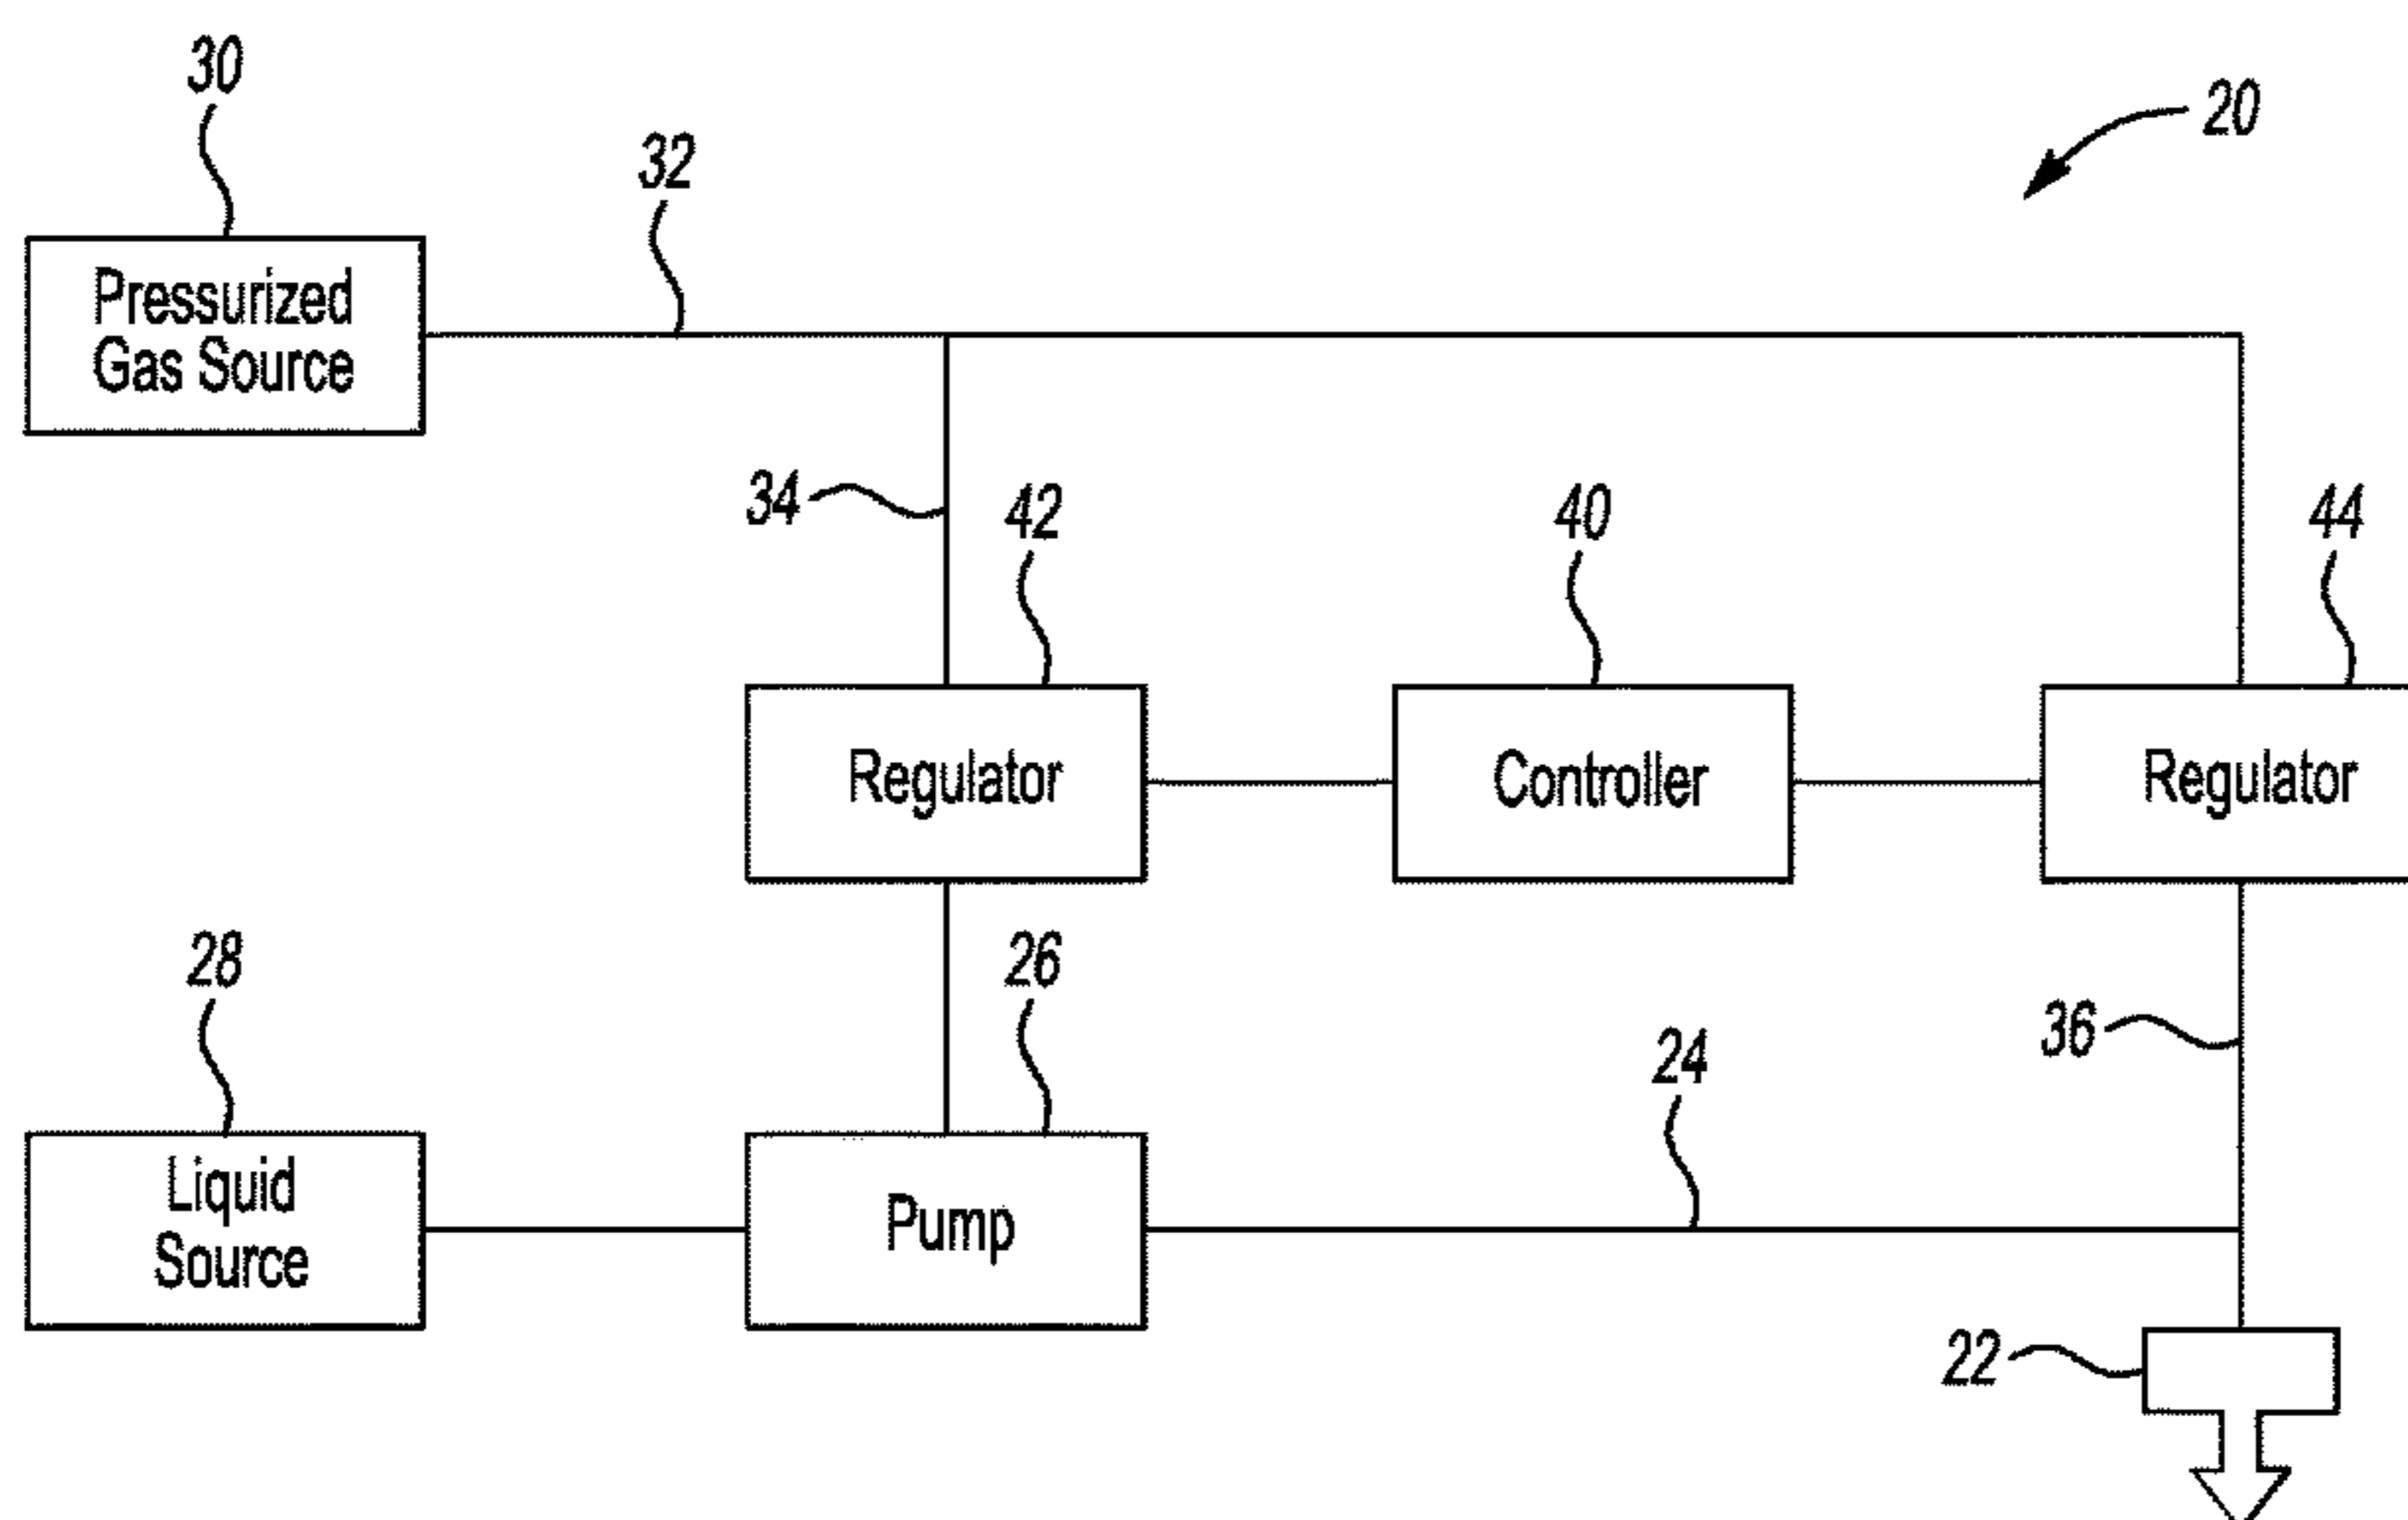 30
20
32
Pressurized
Gas Source
34
42
40
44
Regulator
Controller
Regulator
28
26
36
24
Liquid
Source
Pump
22